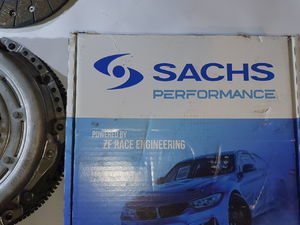 SACHS
PERFORMANCE
POWERED BY
ZF RACE ENGINEERING